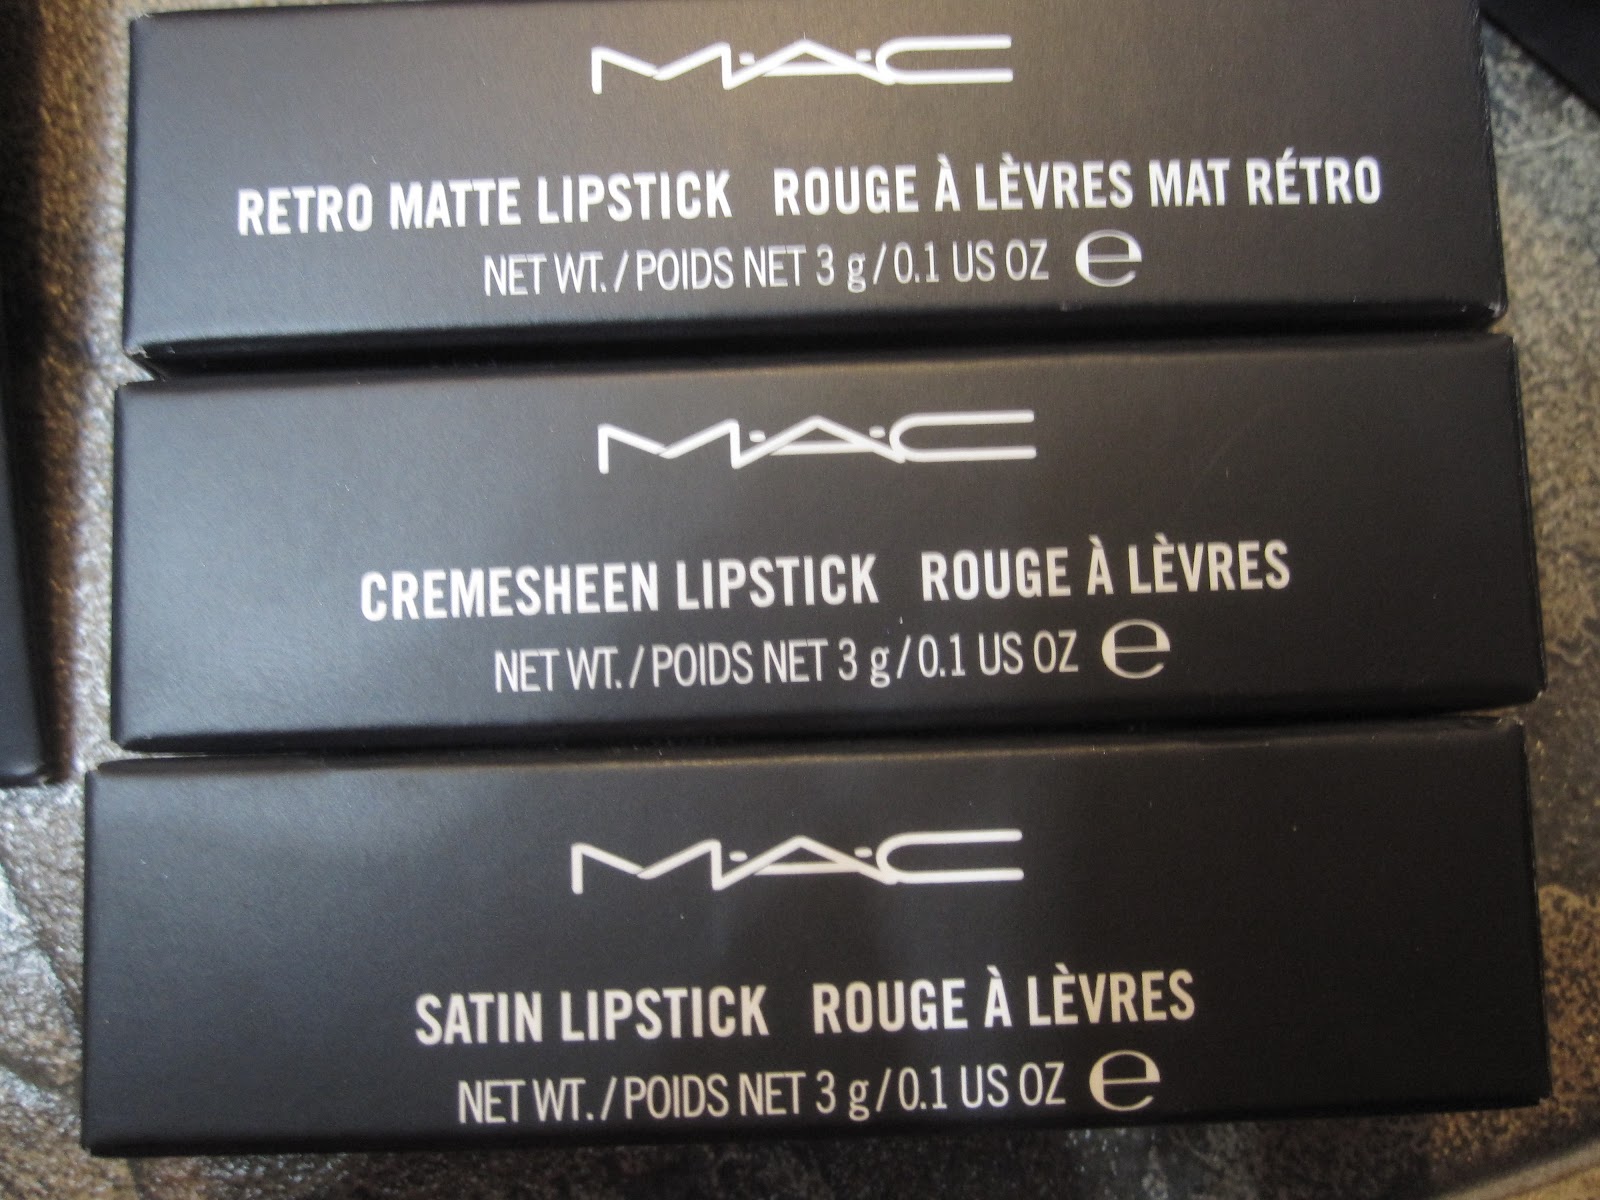 M·A·C
RETRO MATTE LIPSTICK ROUGE À LÈVRES MAT RÉTRO
NET WT. / POIDS NET 3 g / 0.1 US OZ ℮
M·A·C
CREMESHEEN LIPSTICK ROUGE À LÈVRES
NET WT. / POIDS NET 3 g / 0.1 US OZ ℮
M·A·C
SATIN LIPSTICK ROUGE À LÈVRES
NET WT. / POIDS NET 3 g / 0.1 US OZ ℮